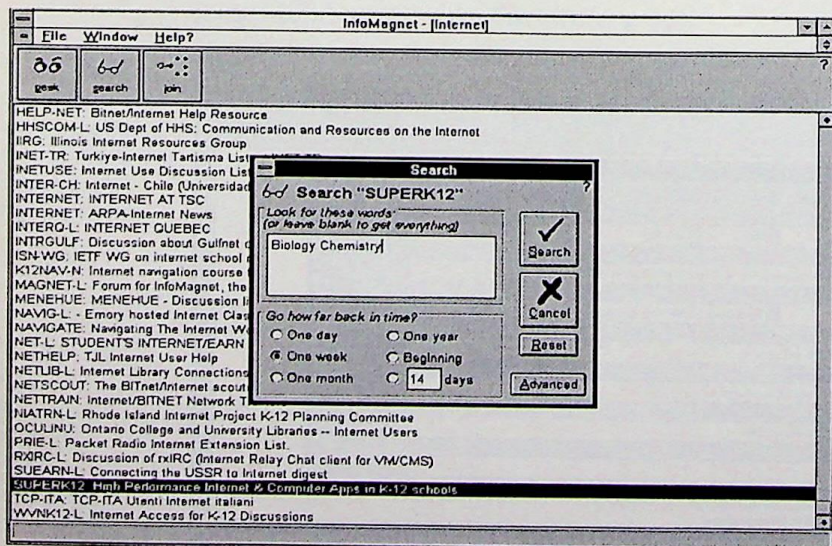 InfoMagnet - [Internet]
File Window Help?
peek search join
?
HELP-NET: Bitnet/Internet Help Resource
HHSCOM-L: US Dept of HHS: Communication and Resources on the Internet
IIRG: Illinois Internet Resources Group
INET-TR: Turkiye-Internet Tartisma List
INETUSE: Internet Use Discussion List
INTER-CH: Internet - Chile (Universidad
INTERNET: INTERNET AT TSC
INTERNET: ARPA-Internet News
INTERQ-L: INTERNET QUEBEC
INTRGULF: Discussion about Gulfnet
ISN-WG: IETF WG on internet school
K12NAV-N: Internet navigation course
MAGNET-L: Forum for InfoMagnet, the
MENEHUE: MENEHUE - Discussion
NAVIG-L: - Emory hosted Internet
NAVIGATE: Navigating The Internet
NET-L: STUDENT'S INTERNET/EARN
NETHELP: TJL Internet User Help
NETLIB-L: Internet Library Connections
NETSCOUT: The BITnet/Internet scout
NETTRAIN: Internet/BITNET Network
NIATRN-L: Rhode Island Internet Project K-12 Planning Committee
OCULINU: Ontario College and University Libraries -- Internet Users
PRIE-L: Packet Radio Internet Extension List.
RXIRC-L: Discussion of rxIRC (Internet Relay Chat client for VM/CMS)
SUEARN-L: Connecting the USSR to Internet digest
SUPERK12: High Performance Internet & Computer Apps in K-12 schools
TCP-ITA: TCP-ITA Utenti Internet italiani
WVNK12-L: Internet Access for K-12 Discussions
Search
Search "SUPERK12"
?
Look for these words
(or leave blank to get everything)
Biology Chemistry
Go how far back in time?
One day One year
One week Beginning
One month 14 days
Search
Cancel
Reset
Advanced